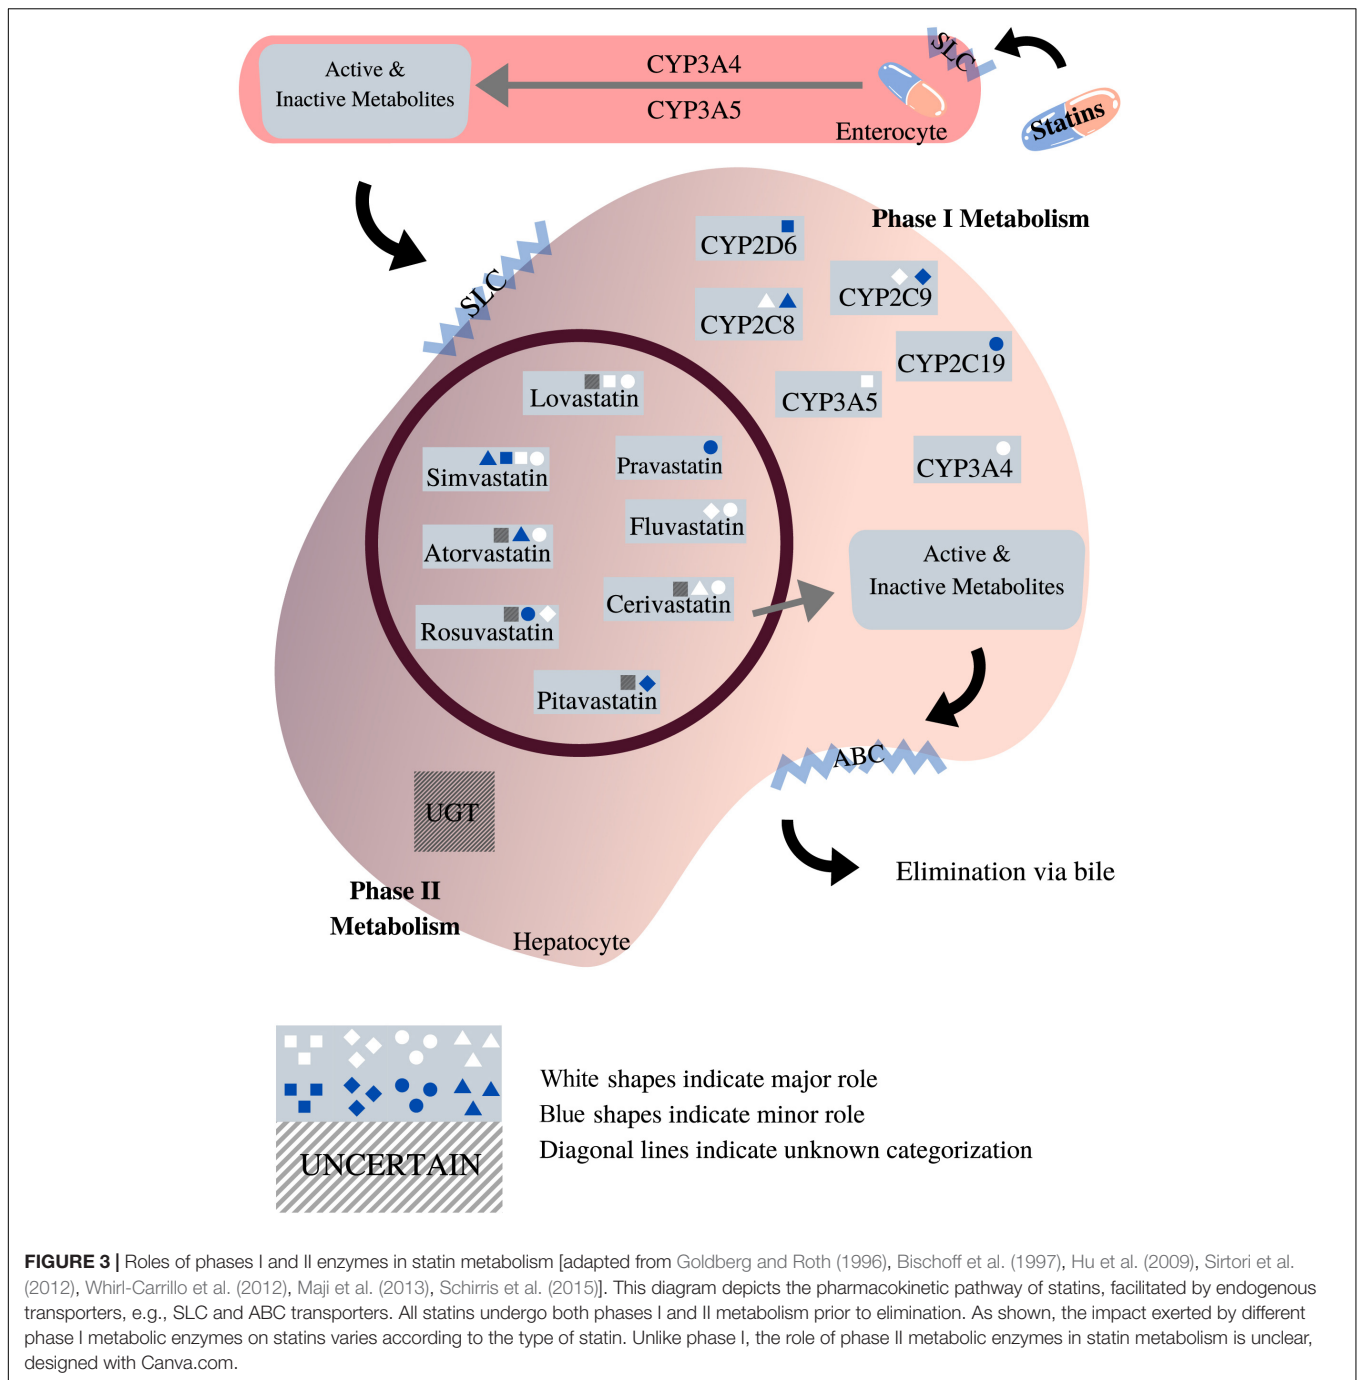 SLC
Statins
Active &
Inactive Metabolites
CYP3A4
CYP3A5
Enterocyte
Phase I Metabolism
SLC
CYP2D6
CYP2C9
CYP2C8
CYP2C19
CYP3A5
CYP3A4
Lovastatin
Simvastatin
Pravastatin
Atorvastatin
Fluvastatin
Rosuvastatin
Cerivastatin
Pitavastatin
Active &
Inactive Metabolites
ABC
Elimination via bile
UGT
Phase II
Metabolism
Hepatocyte
UNCERTAIN
White shapes indicate major role
Blue shapes indicate minor role
Diagonal lines indicate unknown categorization
FIGURE 3 | Roles of phases I and II enzymes in statin metabolism [adapted from Goldberg and Roth (1996), Bischoff et al. (1997), Hu et al. (2009), Sirtori et al.
(2012), Whirl-Carrillo et al. (2012), Maji et al. (2013), Schirris et al. (2015)]. This diagram depicts the pharmacokinetic pathway of statins, facilitated by endogenous
transporters, e.g., SLC and ABC transporters. All statins undergo both phases I and II metabolism prior to elimination. As shown, the impact exerted by different
phase I metabolic enzymes on statins varies according to the type of statin. Unlike phase I, the role of phase II metabolic enzymes in statin metabolism is unclear,
designed with Canva.com.